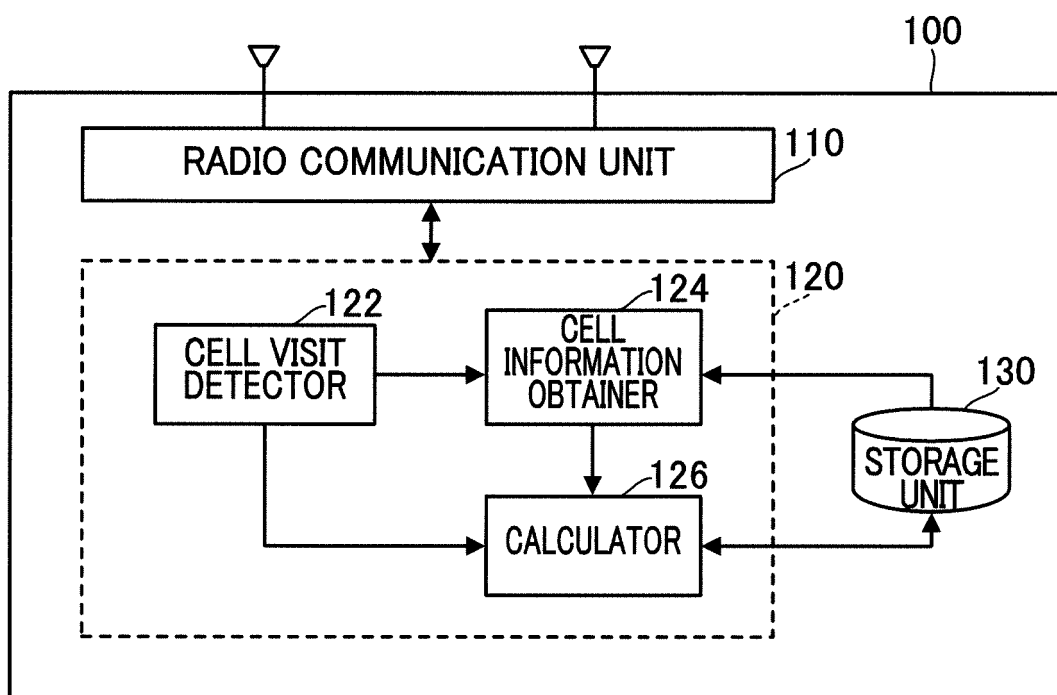 100
RADIO COMMUNICATION UNIT
110
120
122
CELL VISIT
DETECTOR
124
CELL
INFORMATION
OBTAINER
130
STORAGE
UNIT
126
CALCULATOR